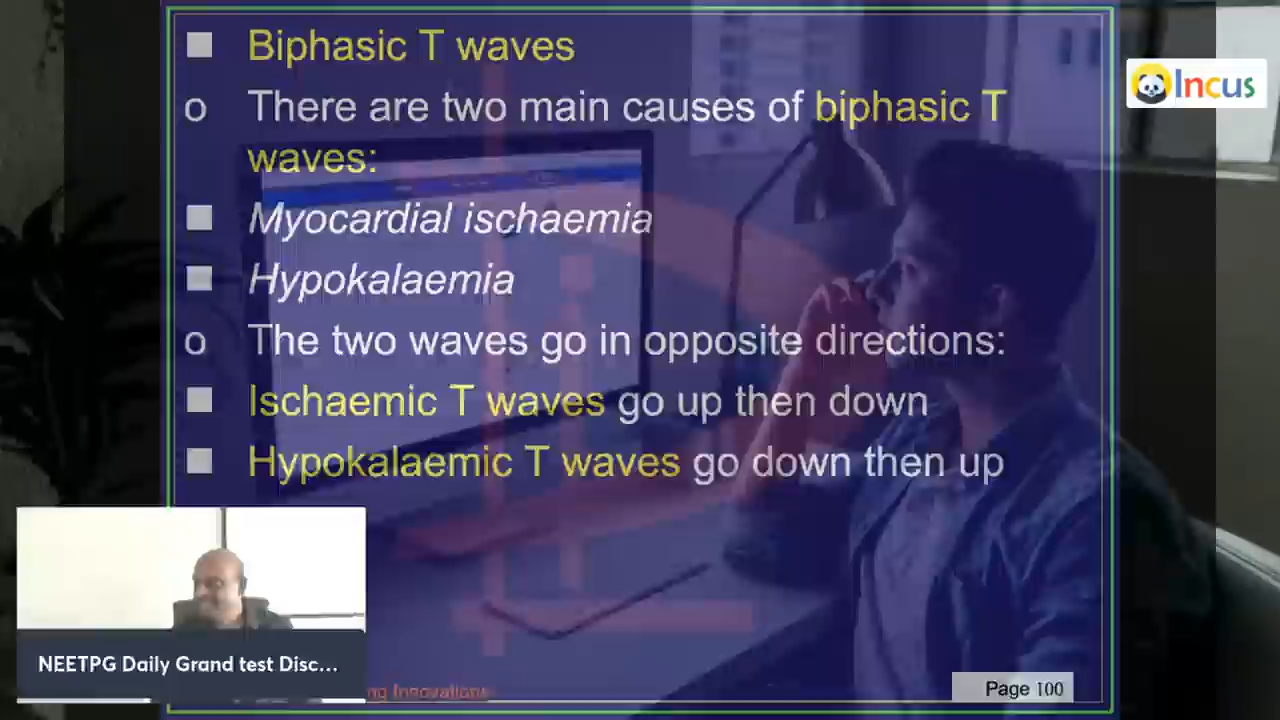 Biphasic T waves
o There are two main causes of biphasic T
waves:
Myocardial ischaemia
Hypokalaemia
o The two waves go in opposite directions:
Ischaemic T waves go up then down
Hypokalaemic T waves go down then up
Incus
NEETPG Daily Grand test Disc...
ng Innovations
Page 100